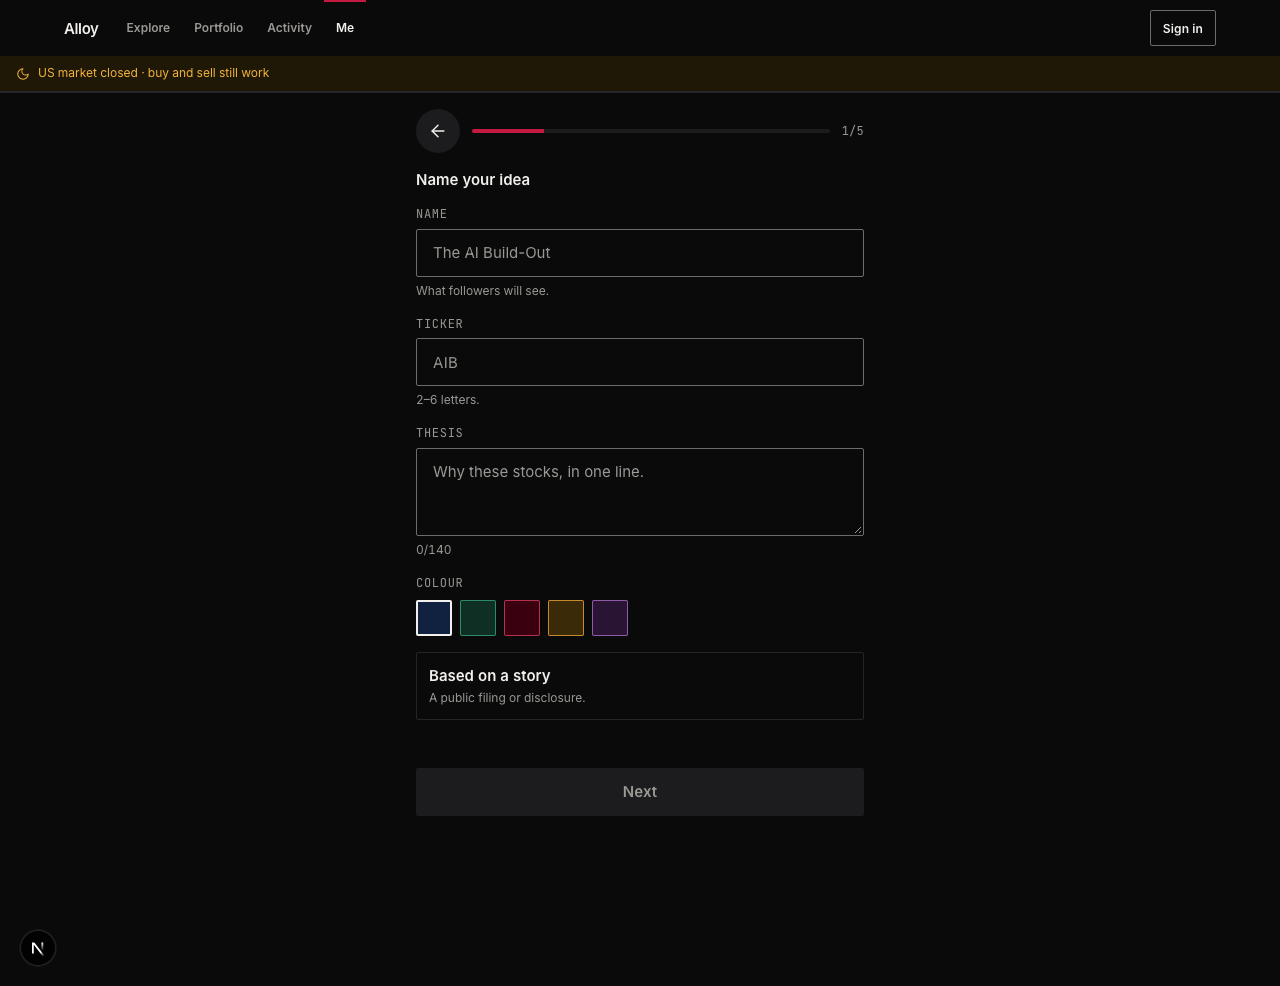 Alloy Explore Portfolio Activity Me Sign in
US market closed · buy and sell still work
1/5
Name your idea
NAME
The AI Build-Out
What followers will see.
TICKER
AIB
2–6 letters.
THESIS
Why these stocks, in one line.
0/140
COLOUR
Based on a story
A public filing or disclosure.
Next
N